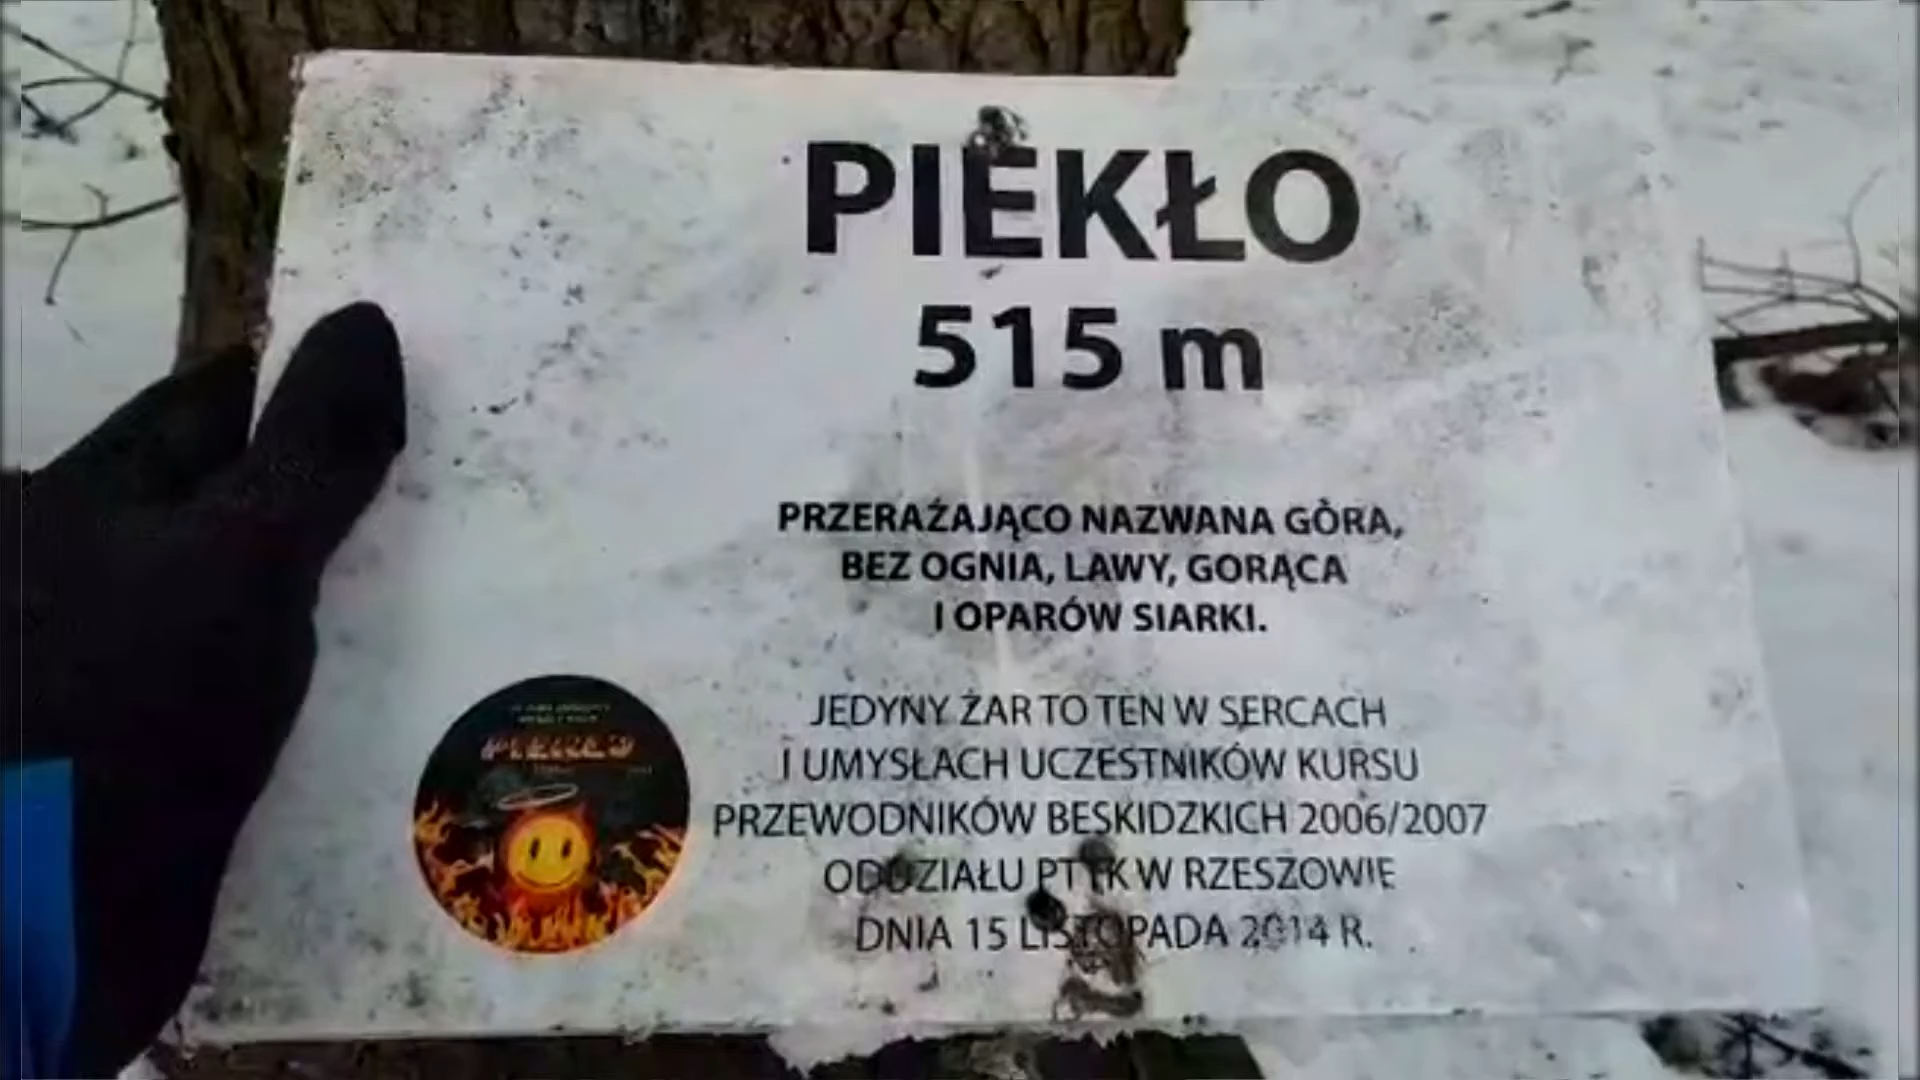 PIEKŁO
515 m
PRZERAŹAJĄCO NAZWANA GÒRA,
BEZ OGNIA, LAWY, GORĄCA
I OPARÓW SIARKI.
JEDYNY ŻAR TO TEN W SERCACH
I UMYSŁACH UCZESTNIKÓW KURSU
PRZEWODNIKÓW BESKIDZKICH 2006/2007
ODDZIAŁU PTTK W RZESZOWIE
DNIA 15 LISTOPADA 2014 R.